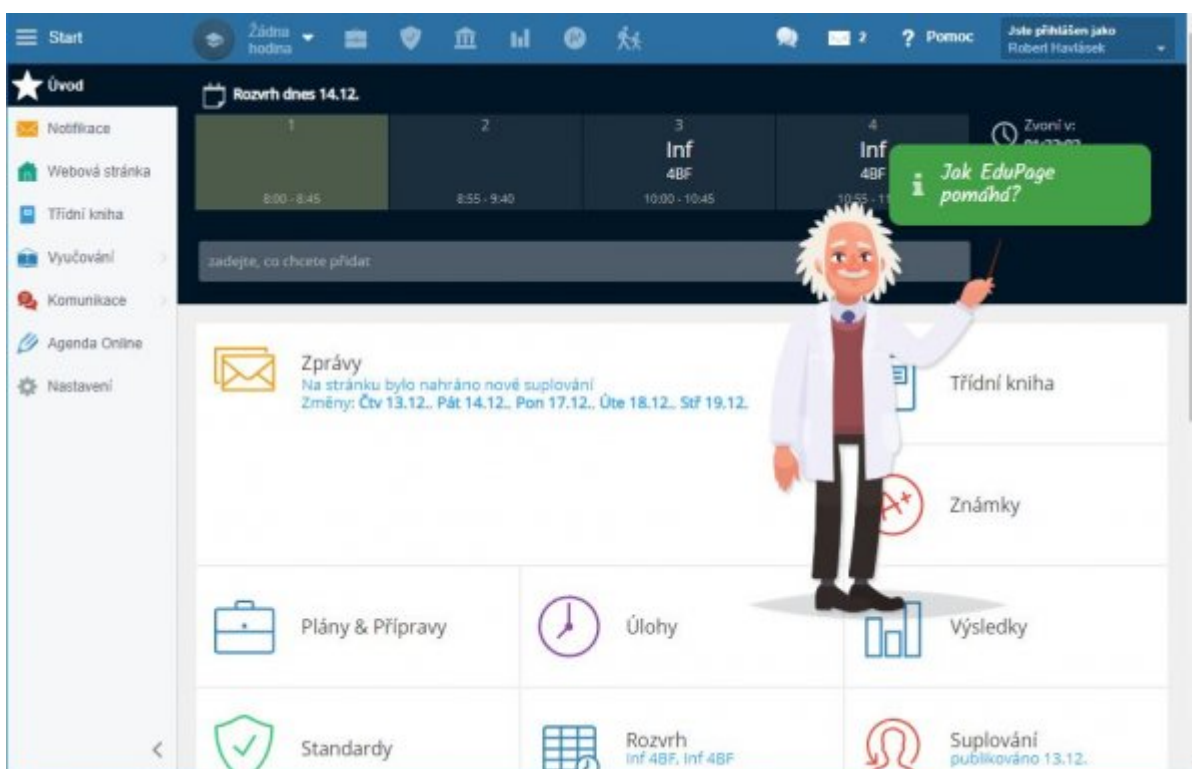 Start
Žádná
hodina
2
Pomoc
Jste přihlášen jako
Robert Havlásek
Úvod
Notifikace
Webová stránka
Třídní kniha
Vyučování
Komunikace
Agenda Online
Nastavení
Rozvrh dnes 14.12.
1
8:00 - 8:45
2
8:55 - 9:40
3
Inf
4BF
10:00 - 10:45
4
Inf
4BF
10:55 - 11
Zvoní v:
Jak EduPage
pomáhá?
zadejte, co chcete přidat
Zprávy
Na stránku bylo nahráno nové suplování
Změny: Čtv 13.12., Pát 14.12., Pon 17.12., Úte 18.12., Stř 19.12.
Třídní kniha
A+
Známky
Plány & Přípravy
Úlohy
Výsledky
Standardy
Rozvrh
Inf 4BF, Inf 4BF
Suplování
publikováno 13.12.